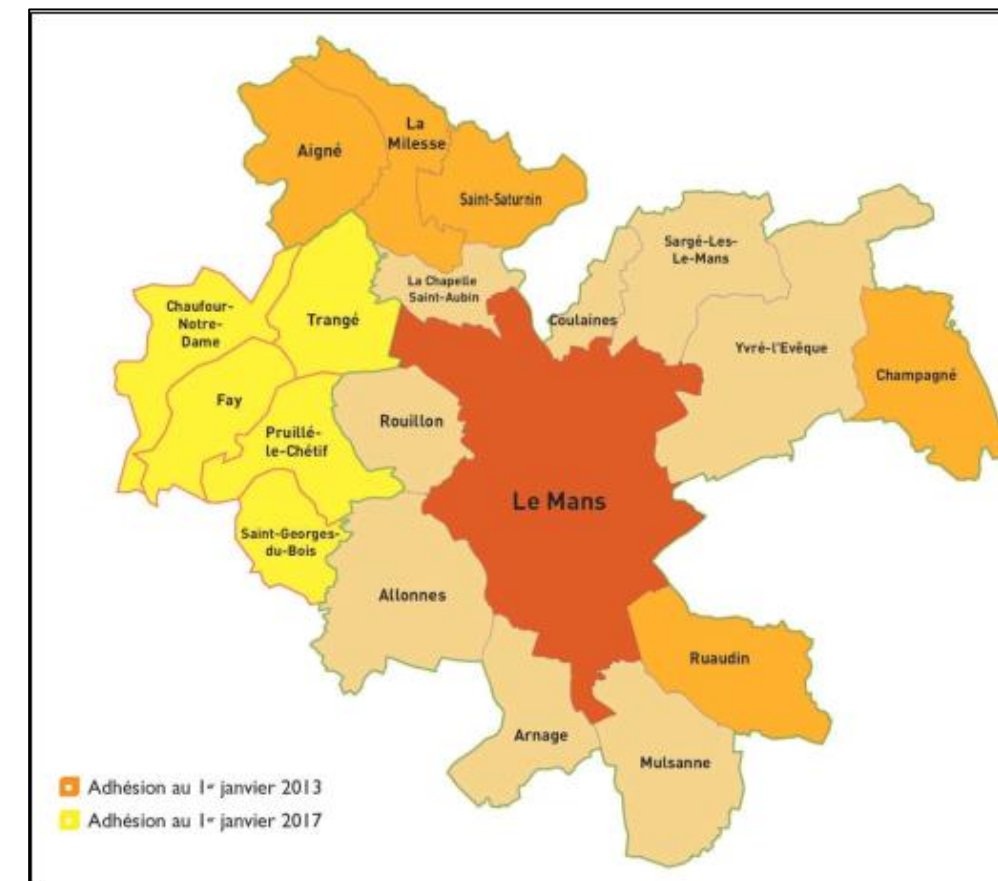 La
Milesse
Aigné
Saint-Saturnin
Sargé-Les-
Le-Mans
La Chapelle
Saint-Aubin
Chaufour-
Notre-
Dame
Trangé
Coulaines
Yvré-l'Evêque
Champagné
Fay
Rouillon
Pruillé-
le-Chétif
Le Mans
Saint-Georges-
du-Bois
Allonnes
Ruaudin
Arnage
Mulsanne
Adhésion au 1er janvier 2013
Adhésion au 1er janvier 2017